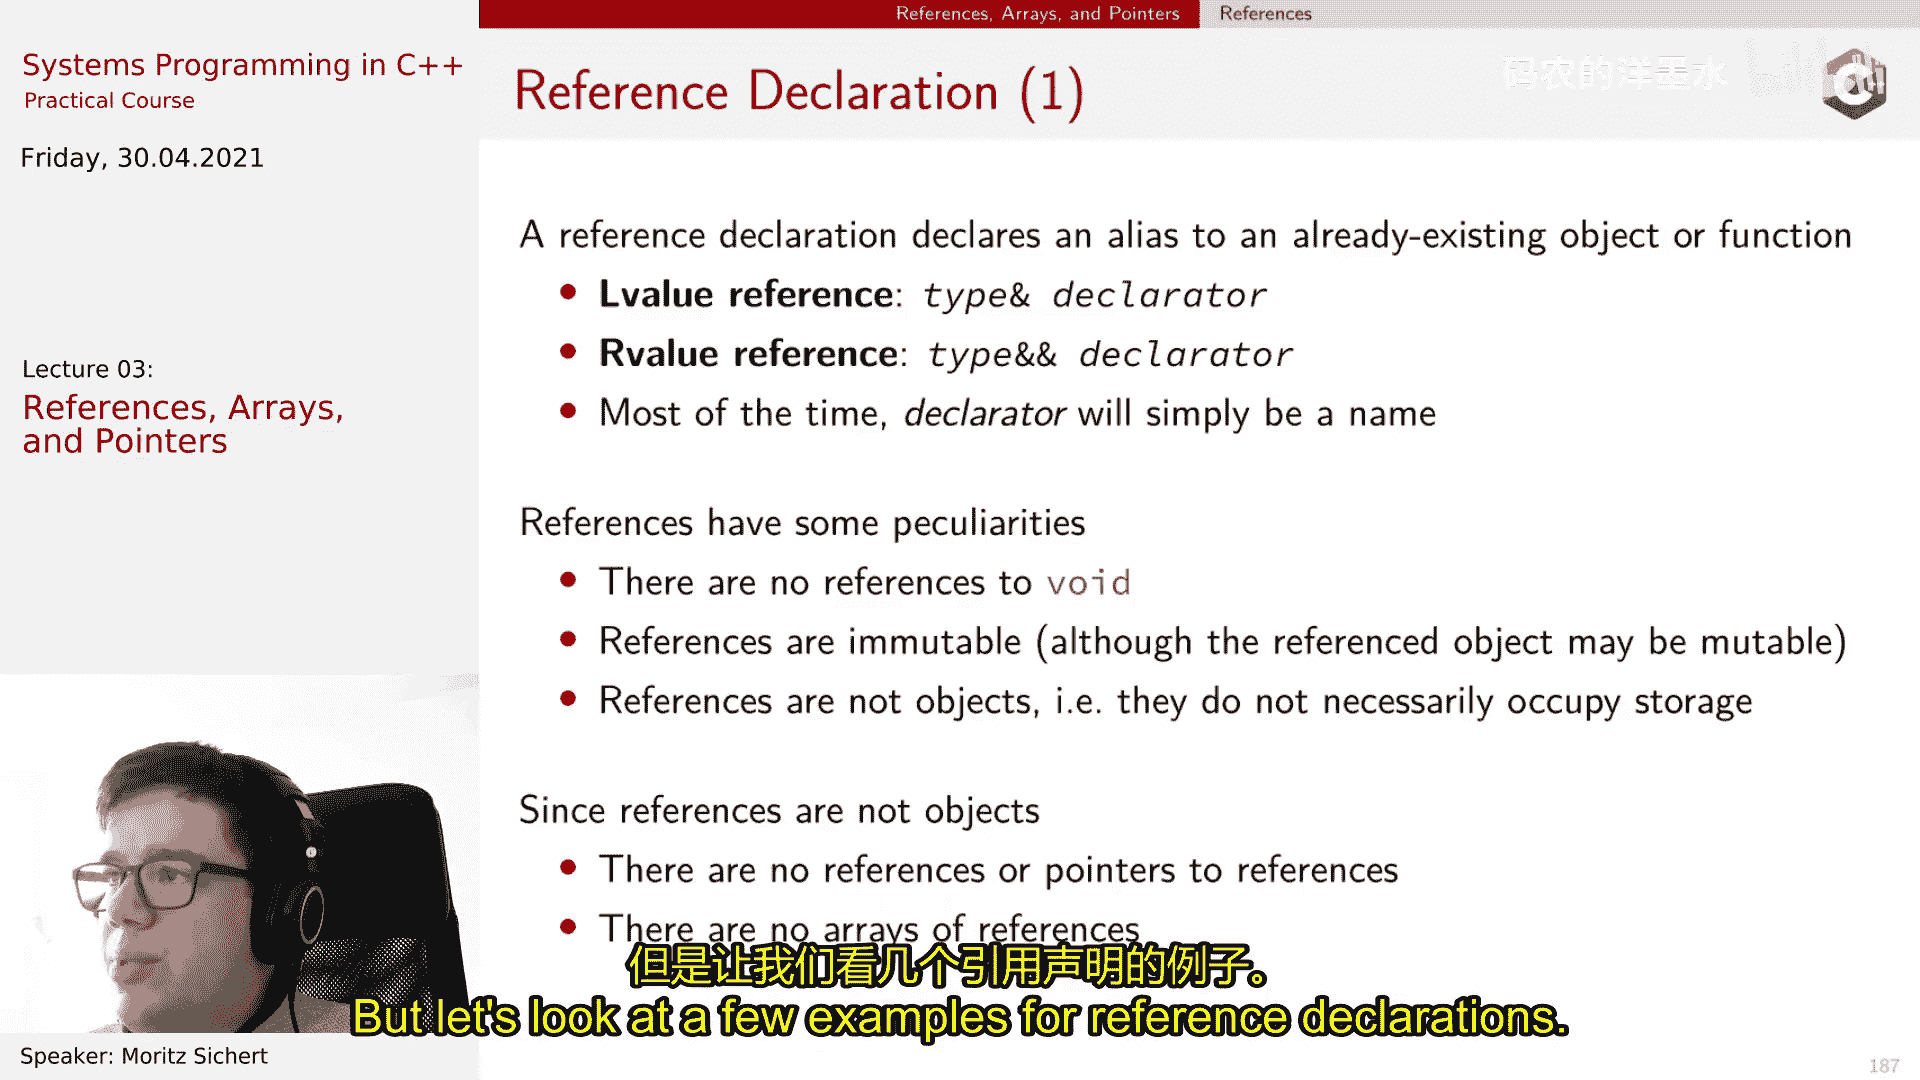 References, Arrays, and Pointers
References
Systems Programming in C++
Practical Course
Friday, 30.04.2021
Lecture 03:
References, Arrays,
and Pointers
Speaker: Moritz Sichert
Reference Declaration (1)
码农的洋墨水
A reference declaration declares an alias to an already-existing object or function
• Lvalue reference: type& declarator
• Rvalue reference: type&& declarator
• Most of the time, declarator will simply be a name
References have some peculiarities
• There are no references to void
• References are immutable (although the referenced object may be mutable)
• References are not objects, i.e. they do not necessarily occupy storage
Since references are not objects
• There are no references or pointers to references
• There are no arrays of references
但是让我们看几个引用声明的例子。
But let's look at a few examples for reference declarations.
187